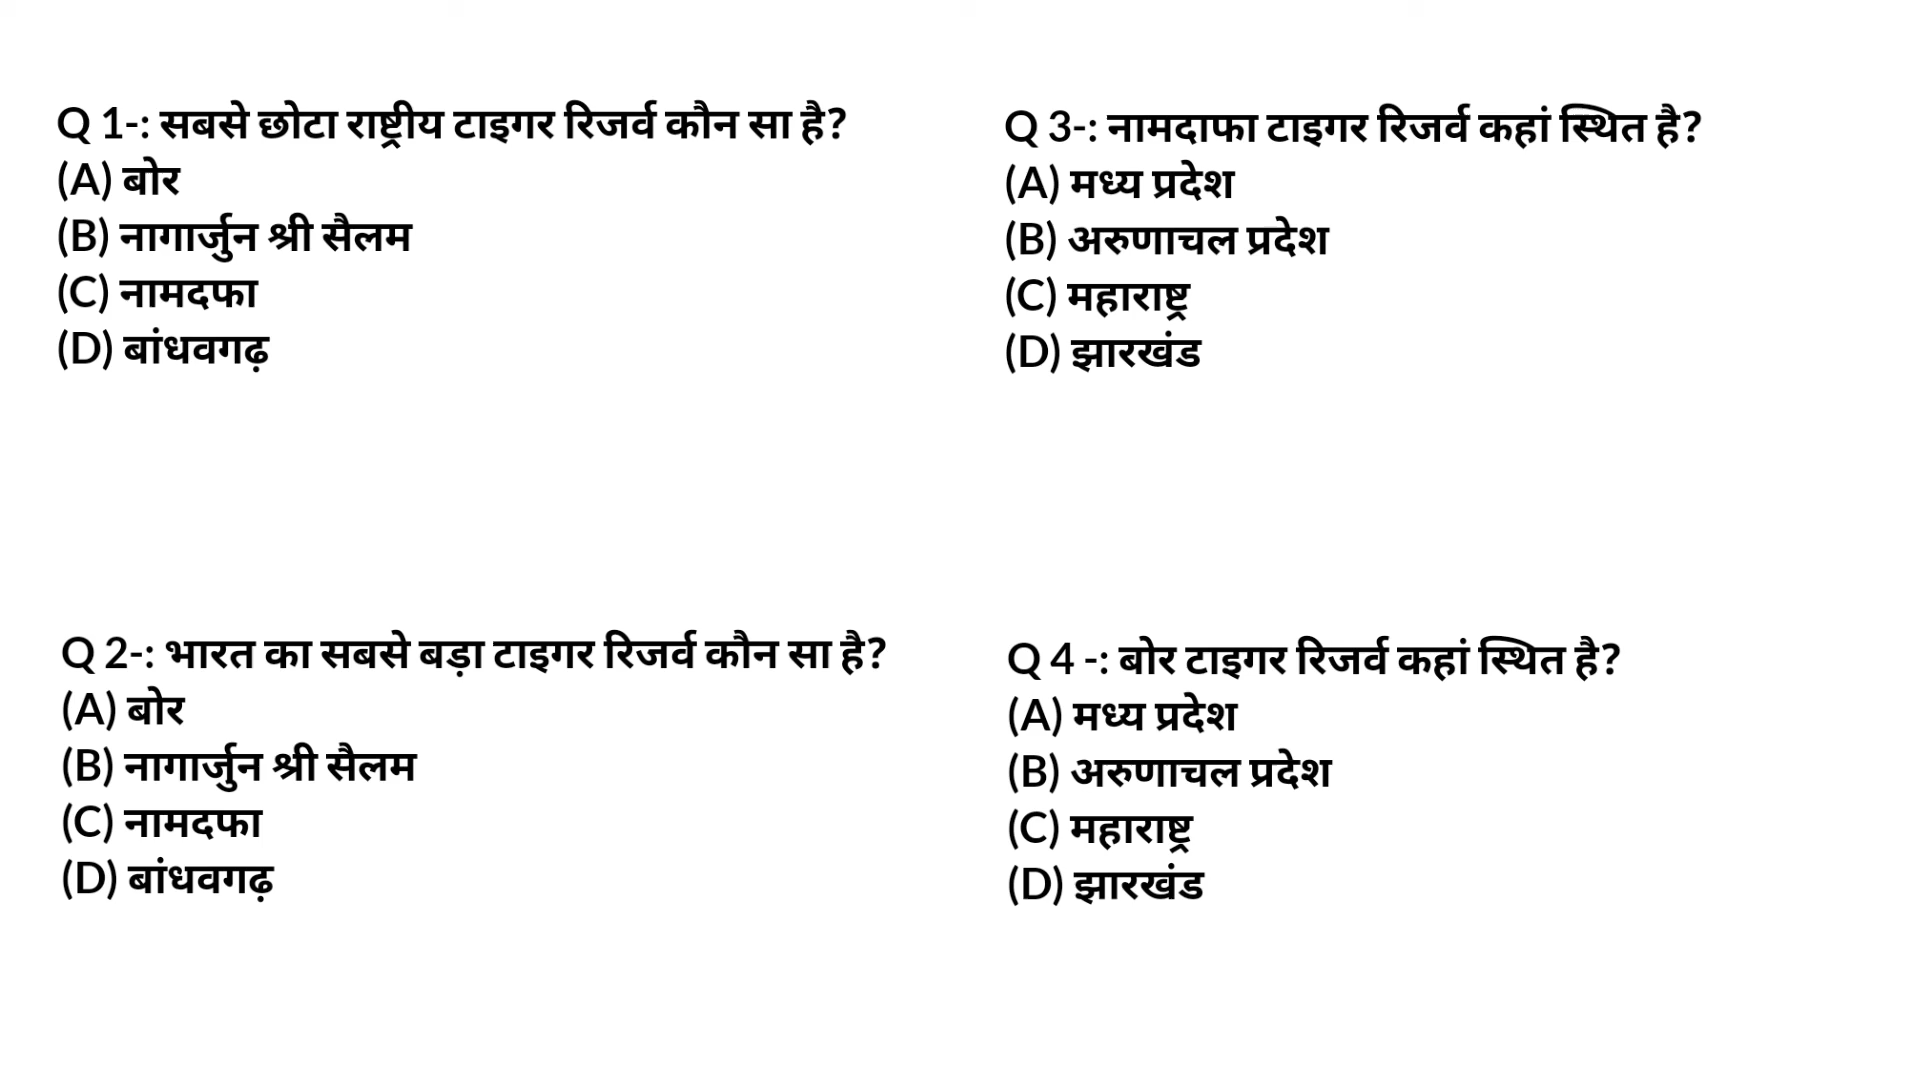 Q 1-: सबसे छोटा राष्ट्रीय टाइगर रिजर्व कौन सा है?
(A) बोर
(B) नागार्जुन श्री सैलम
(C) नामदफा
(D) बांधवगढ़
Q 2-: भारत का सबसे बड़ा टाइगर रिजर्व कौन सा है?
(A) बोर
(B) नागार्जुन श्री सैलम
(C) नामदफा
(D) बांधवगढ़
Q 3-: नामदाफा टाइगर रिजर्व कहां स्थित है?
(A) मध्य प्रदेश
(B) अरुणाचल प्रदेश
(C) महाराष्ट्र
(D) झारखंड
Q 4 -: बोर टाइगर रिजर्व कहां स्थित है?
(A) मध्य प्रदेश
(B) अरुणाचल प्रदेश
(C) महाराष्ट्र
(D) झारखंड